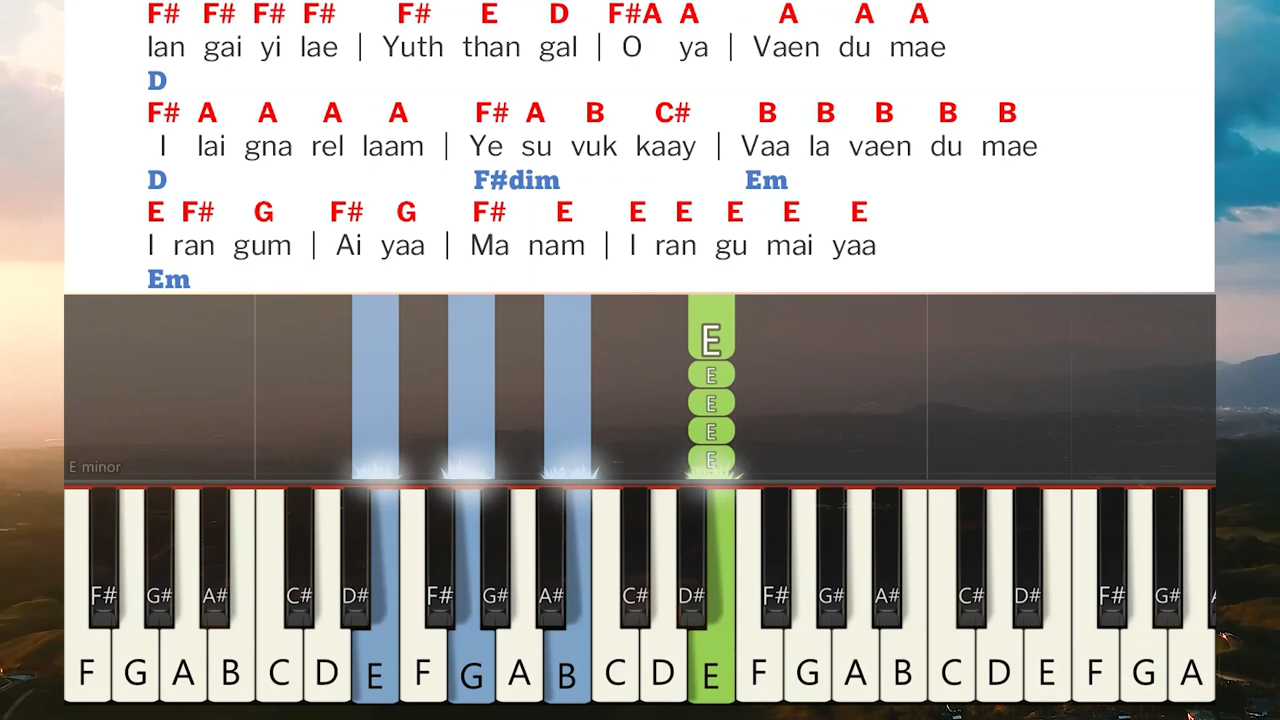 F# F# F# F# F# E D F#A A A A A
lan gai yi lae | Yuth than gal | O ya | Vaen du mae
D
F# A A A A F# A B C# B B B B B
I lai gna rel laam | Ye su vuk kaay | Vaa la vaen du mae
D F#dim Em
E F# G F# G F# E E E E E E
I ran gum | Ai yaa | Ma nam | I ran gu mai yaa
Em
E
E
E
E
E
E minor
F# G# A# C# D# F# G# A# C# D# F# G# A# C# D# F# G#
F G A B C D E F G A B C D E F G A B C D E F G A